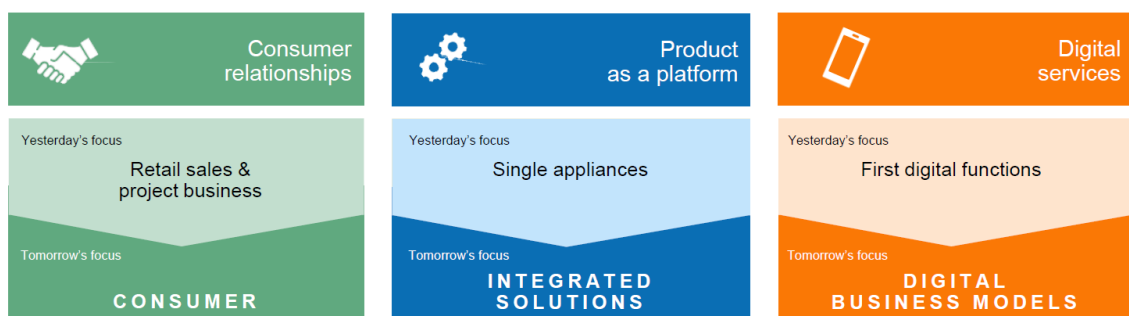 Consumer
relationships
Yesterday's focus
Retail sales &
project business
Tomorrow's focus
CONSUMER
Product
as a platform
Yesterday's focus
Single appliances
Tomorrow's focus
INTEGRATED
SOLUTIONS
Digital
services
Yesterday's focus
First digital functions
Tomorrow's focus
DIGITAL
BUSINESS MODELS